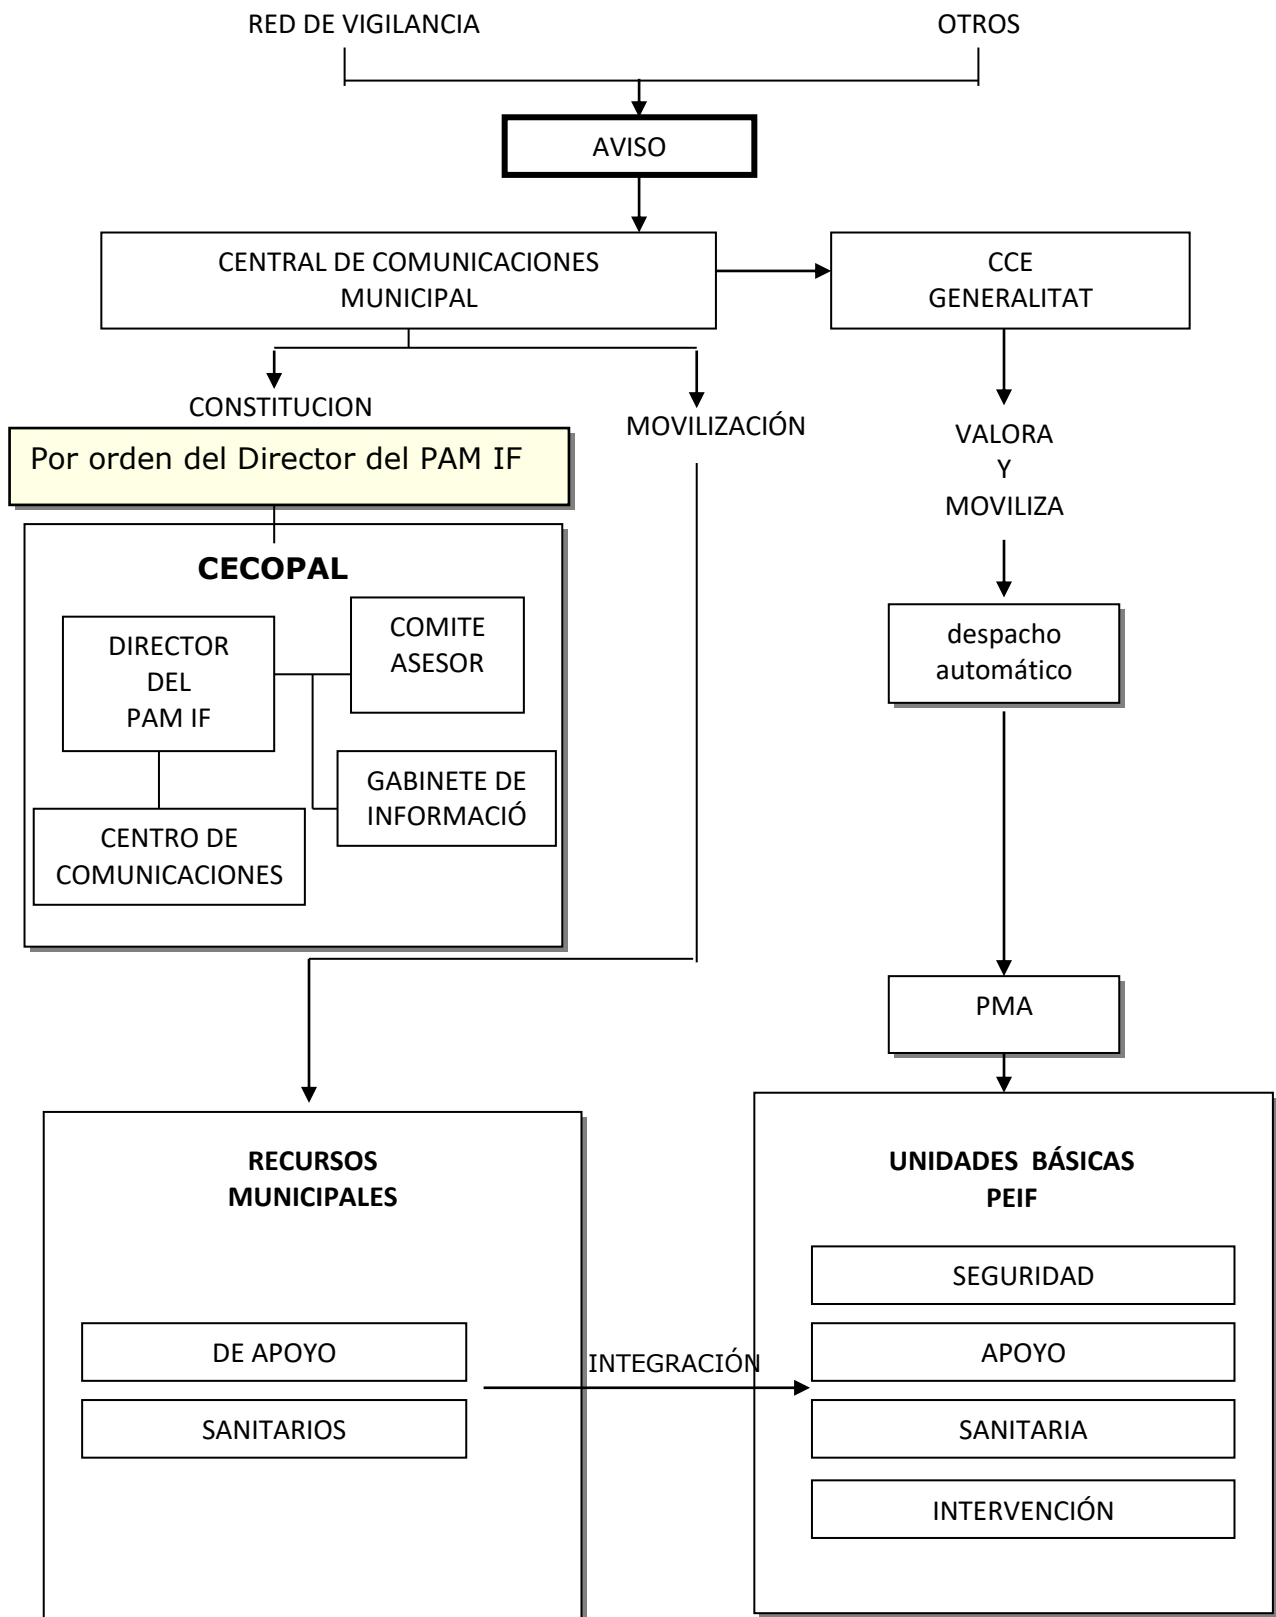 RED DE VIGILANCIA
OTROS
AVISO
CENTRAL DE COMUNICACIONES
MUNICIPAL
CCE
GENERALITAT
CONSTITUCION
MOVILIZACIÓN
VALORA
Y
MOVILIZA
Por orden del Director del PAM IF
CECOPAL
DIRECTOR
DEL
PAM IF
COMITE
ASESOR
GABINETE DE
INFORMACIÓ
CENTRO DE
COMUNICACIONES
despacho
automático
PMA
RECURSOS
MUNICIPALES
DE APOYO
SANITARIOS
INTEGRACIÓN
UNIDADES  BÁSICAS
PEIF
SEGURIDAD
APOYO
SANITARIA
INTERVENCIÓN